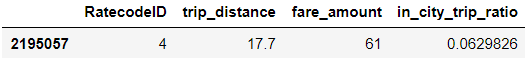 RatecodeID trip_distance fare_amount in_city_trip_ratio
2195057 4 17.7 61 0.0629826